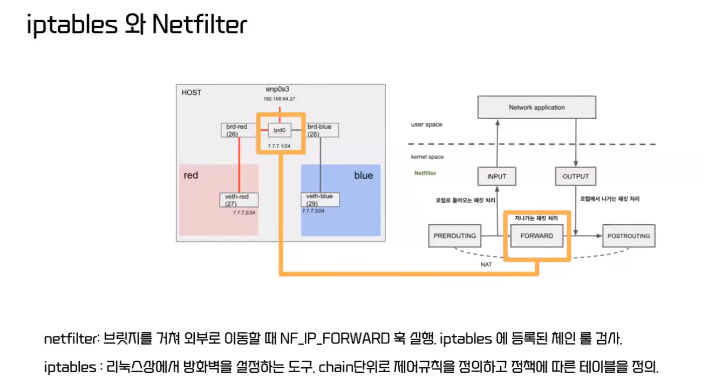 iptables 와 Netfilter
HOST
enp0s3
192.168.64.27
brd-red
(26)
brd0
brd-blue
(28)
7.7.7.1/24
red
blue
veth-red
(27)
veth-blue
(29)
7.7.7.2/24
7.7.7.3/24
Network application
user space
kernel space
Netfilter
INPUT
OUTPUT
로컬로 들어오는 패킷 처리
로컬에서 나가는 패킷 처리
지나가는 패킷 처리
PREROUTING
FORWARD
POSTROUTING
NAT
netfilter: 브릿지를 거쳐 외부로 이동할 때 NF_IP_FORWARD 훅 실행, iptables 에 등록된 체인 룰 검사.
iptables : 리눅스상에서 방화벽을 설정하는 도구. chain단위로 제어규칙을 정의하고 정책에 따른 테이블을 정의.